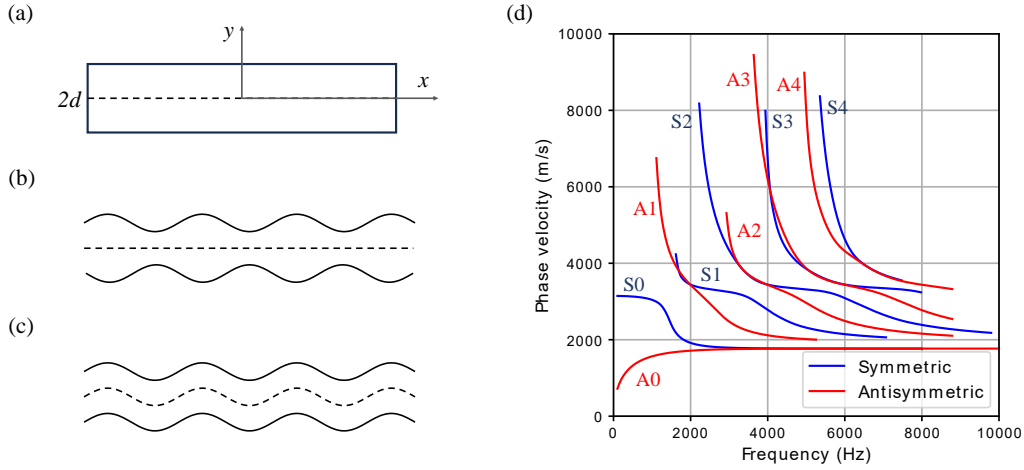 (a)
y
x
2d
(b)
(c)
(d)
Phase velocity (m/s)
10000
8000
6000
4000
2000
0
A3
A4
S2
S3
S4
A1
A2
S0
S1
A0
Symmetric
Antisymmetric
0 2000 4000 6000 8000 10000
Frequency (Hz)